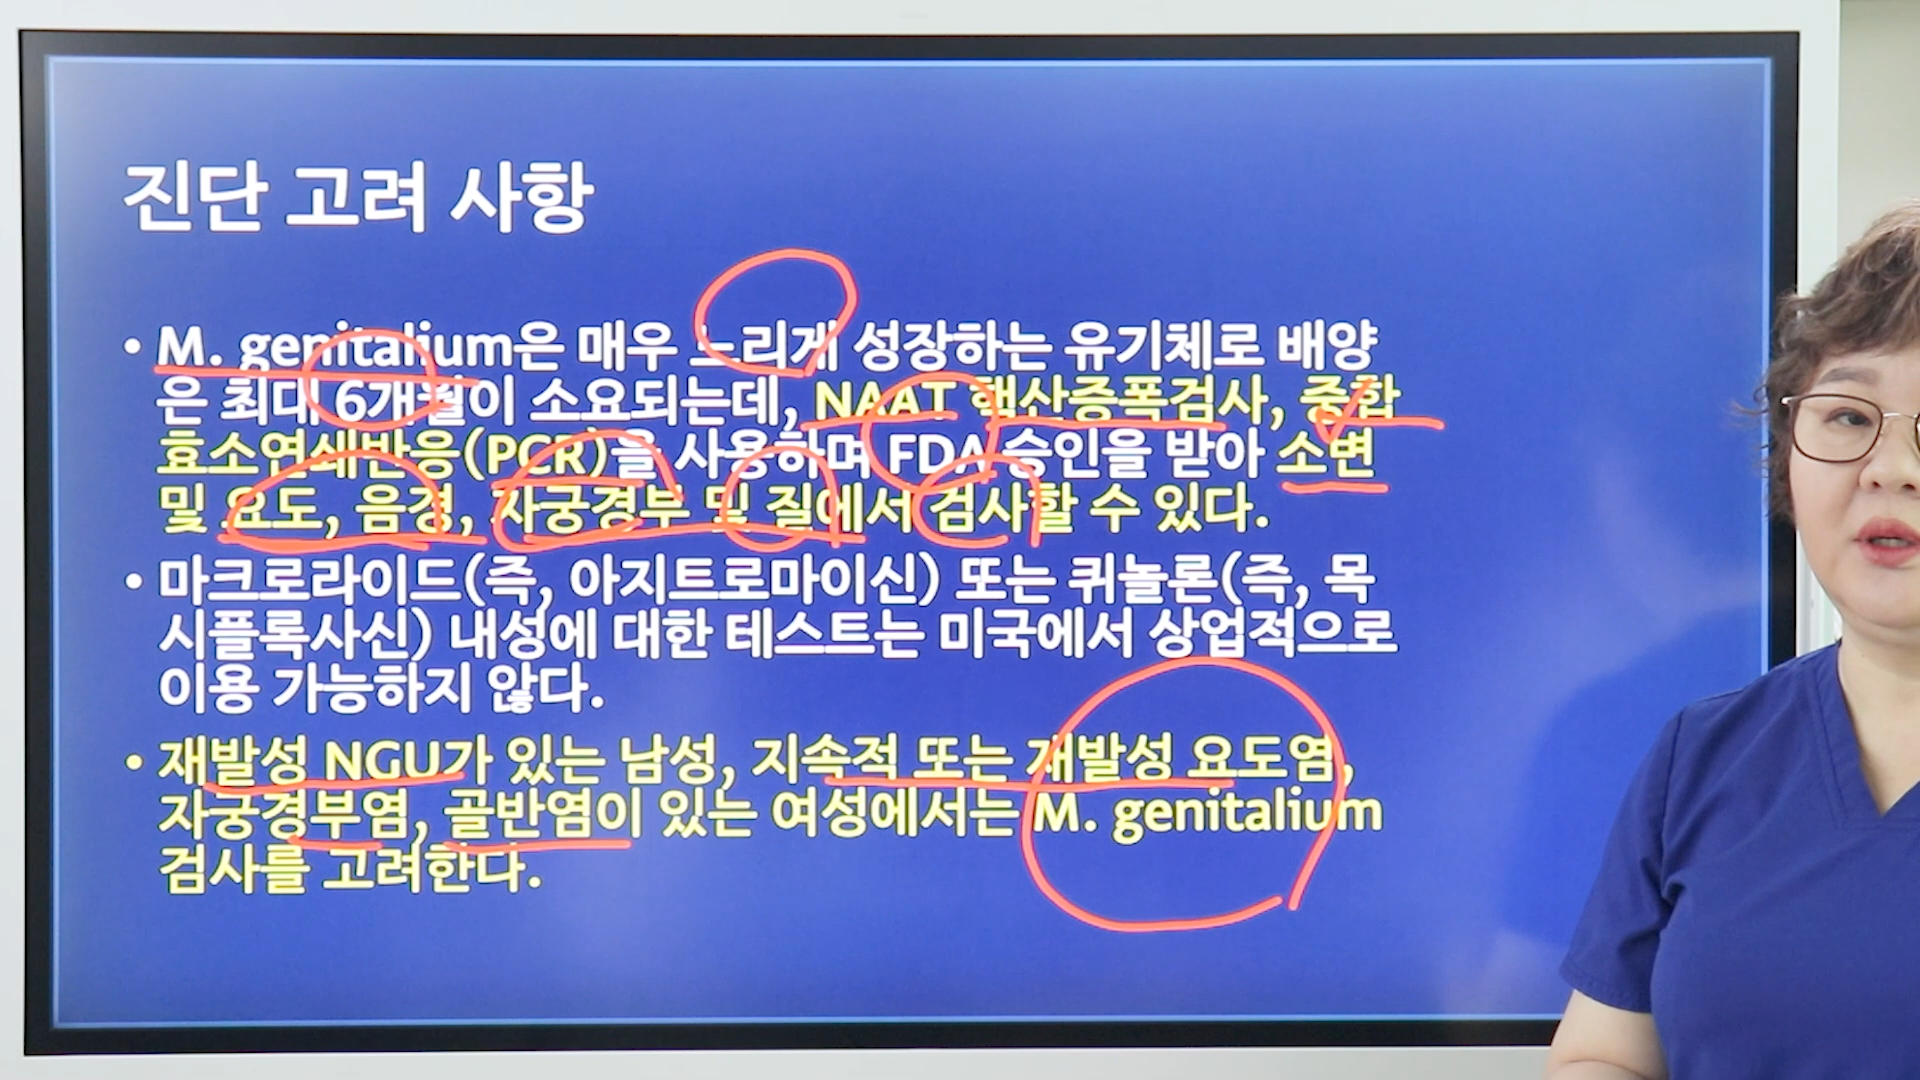 진단 고려 사항
• M. genitalium은 매우 느리게 성장하는 유기체로 배양
은 최대 6개월이 소요되는데, NAAT 핵산증폭검사, 중합
효소연쇄반응(PCR)을 사용하며 FDA 승인을 받아 소변
및 요도, 음경, 자궁경부 및 질에서 검사할 수 있다.
• 마크로라이드(즉, 아지트로마이신) 또는 퀴놀론(즉, 목
시플록사신) 내성에 대한 테스트는 미국에서 상업적으로
이용 가능하지 않다.
• 재발성 NGU가 있는 남성, 지속적 또는 재발성 요도염,
자궁경부염, 골반염이 있는 여성에서는 M. genitalium
검사를 고려한다.